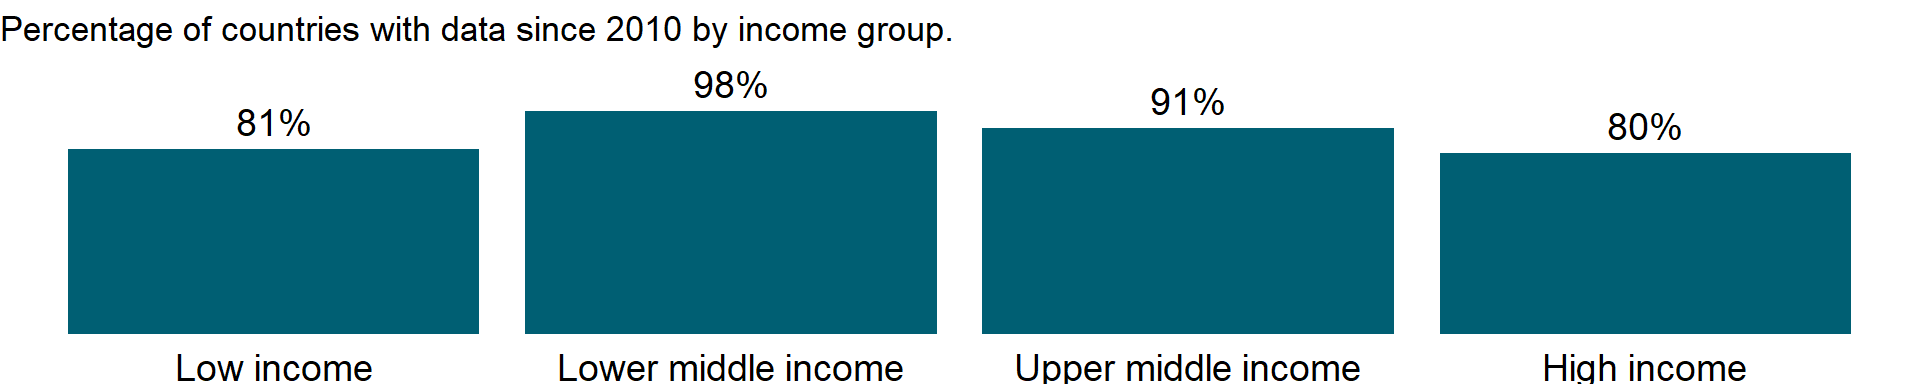 Percentage of countries with data since 2010 by income group.
81%
98%
91%
80%
Low income
Lower middle income
Upper middle income
High income